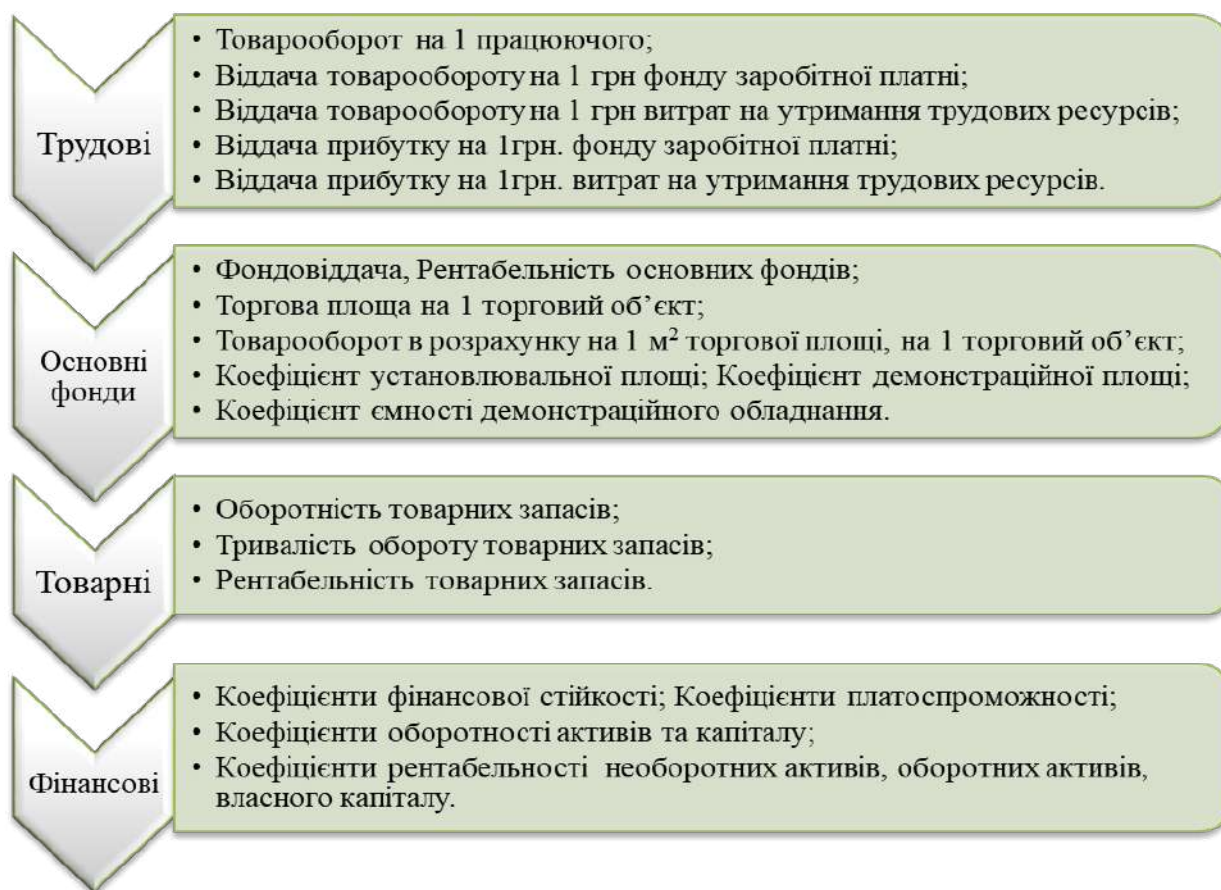 Трудові
• Товарооборот на 1 працюючого;
• Віддача товарообороту на 1 грн фонду заробітної платні;
• Віддача товарообороту на 1 грн витрат на утримання трудових ресурсів;
• Віддача прибутку на 1грн. фонду заробітної платні;
• Віддача прибутку на 1грн. витрат на утримання трудових ресурсів.
Основні
фонди
• Фондовіддача, Рентабельність основних фондів;
• Торгова площа на 1 торговий об’єкт;
• Товарооборот в розрахунку на 1 м² торгової площі, на 1 торговий об’єкт;
• Коефіцієнт установлювальної площі; Коефіцієнт демонстраційної площі;
• Коефіцієнт ємності демонстраційного обладнання.
Товарні
• Оборотність товарних запасів;
• Тривалість обороту товарних запасів;
• Рентабельність товарних запасів.
Фінансові
• Коефіцієнти фінансової стійкості; Коефіцієнти платоспроможності;
• Коефіцієнти оборотності активів та капіталу;
• Коефіцієнти рентабельності необоротних активів, оборотних активів,
власного капіталу.